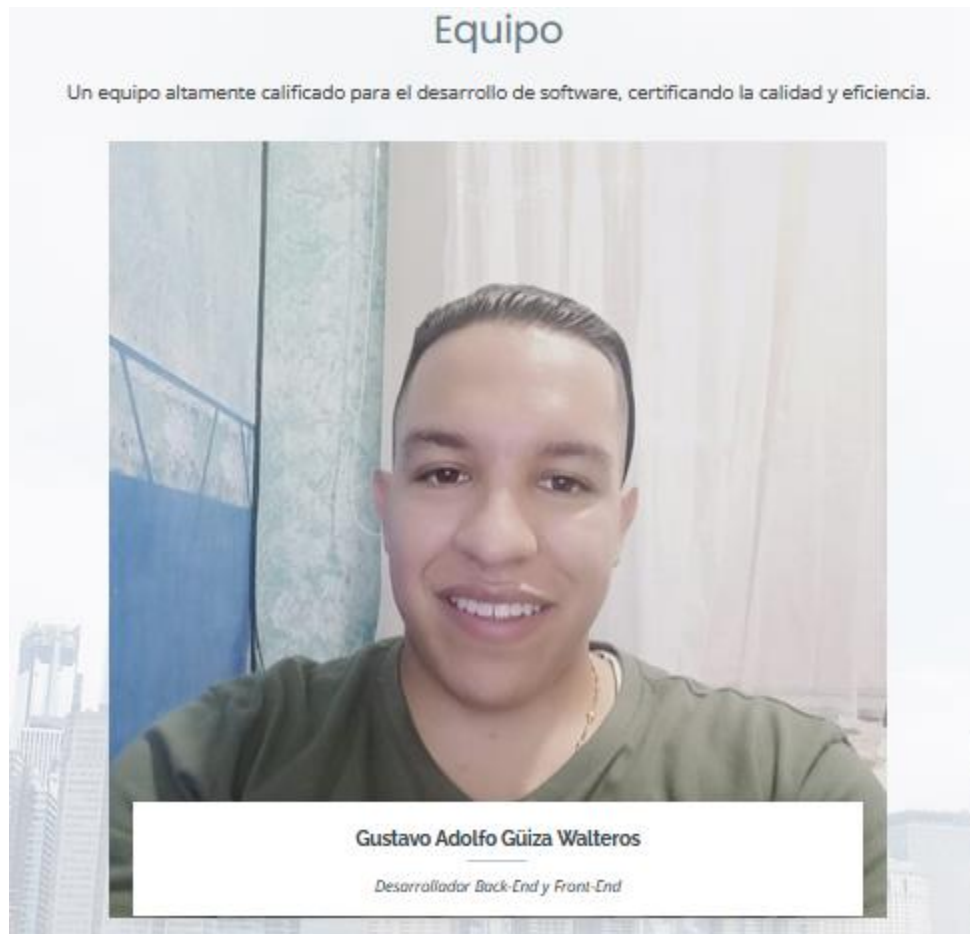 Equipo
Un equipo altamente calificado para el desarrollo de software, certificando la calidad y eficiencia.
Gustavo Adolfo Güiza Walteros
Desarrollador Back-End y Front-End